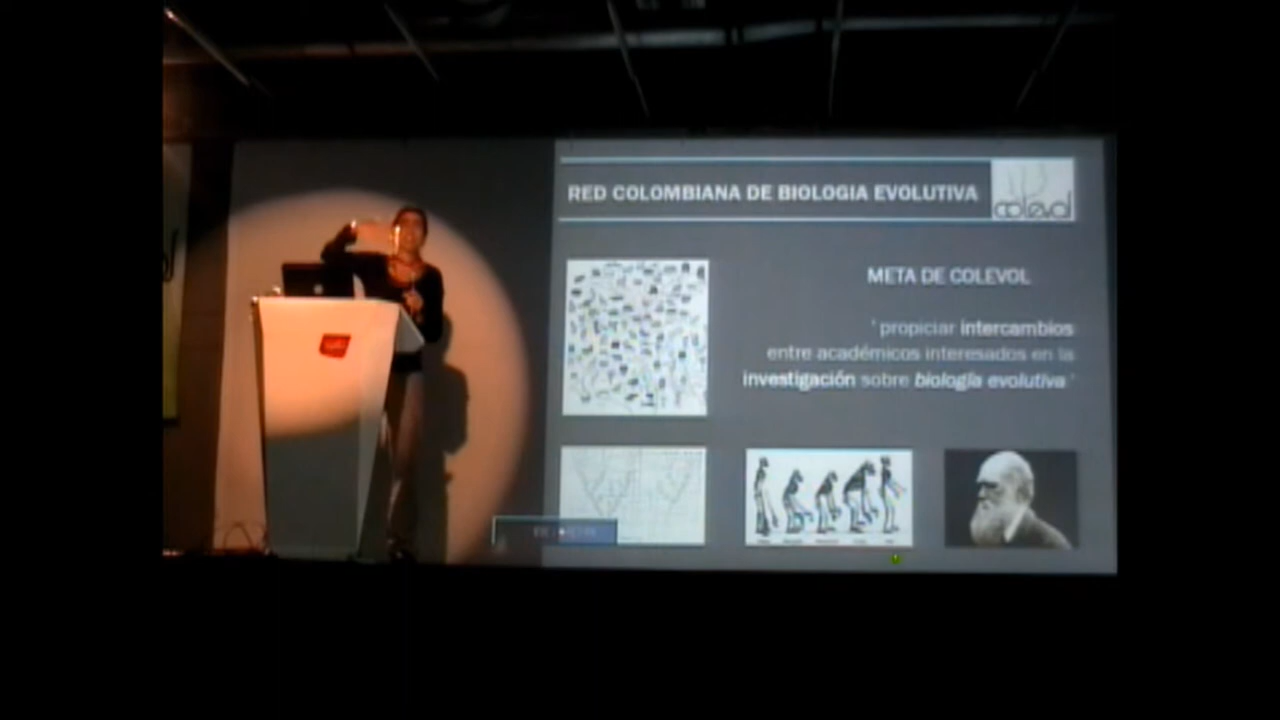 RED COLOMBIANA DE BIOLOGIA EVOLUTIVA
colevol
META DE COLEVOL
' propiciar intercambios
entre académicos interesados en la
investigación sobre biología evolutiva '